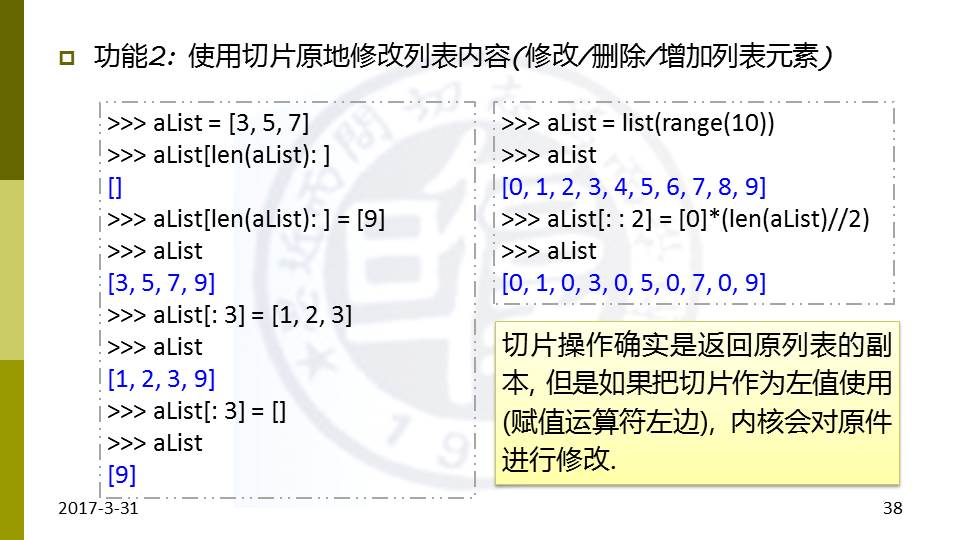 功能2: 使用切片原地修改列表内容(修改/删除/增加列表元素)
>>> aList = [3, 5, 7]
>>> aList[len(aList): ]
[]
>>> aList[len(aList): ] = [9]
>>> aList
[3, 5, 7, 9]
>>> aList[: 3] = [1, 2, 3]
>>> aList
[1, 2, 3, 9]
>>> aList[: 3] = []
>>> aList
[9]
>>> aList = list(range(10))
>>> aList
[0, 1, 2, 3, 4, 5, 6, 7, 8, 9]
>>> aList[: : 2] = [0]*(len(aList)//2)
>>> aList
[0, 1, 0, 3, 0, 5, 0, 7, 0, 9]
切片操作确实是返回原列表的副
本, 但是如果把切片作为左值使用
(赋值运算符左边), 内核会对原件
进行修改.
2017-3-31
38